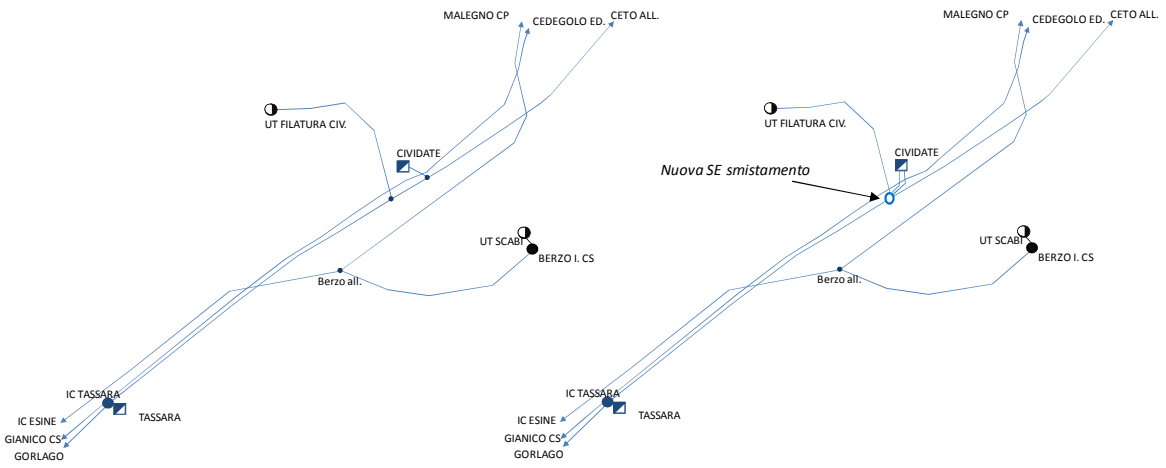 MALEGNO CP
CEDEGOLO ED.
CETO ALL.
UT FILATURA CIV.
CIVIDATE
UT SCABI
BERZO I. CS
Berzo all.
IC TASSARA
TASSARA
IC ESINE
GIANICO CS
GORLAGO
MALEGNO CP
CEDEGOLO ED.
CETO ALL.
UT FILATURA CIV.
CIVIDATE
Nuova SE smistamento
UT SCABI
BERZO I. CS
Berzo all.
IC TASSARA
TASSARA
IC ESINE
GIANICO CS
GORLAGO